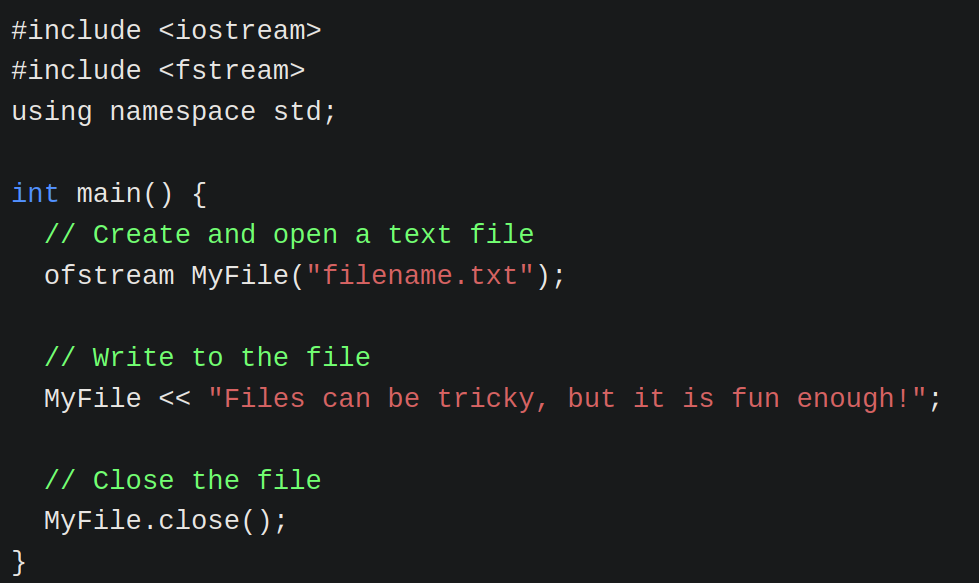 #include <iostream>
#include <fstream>
using namespace std;

int main() {
  // Create and open a text file
  ofstream MyFile("filename.txt");

  // Write to the file
  MyFile << "Files can be tricky, but it is fun enough!";

  // Close the file
  MyFile.close();
}